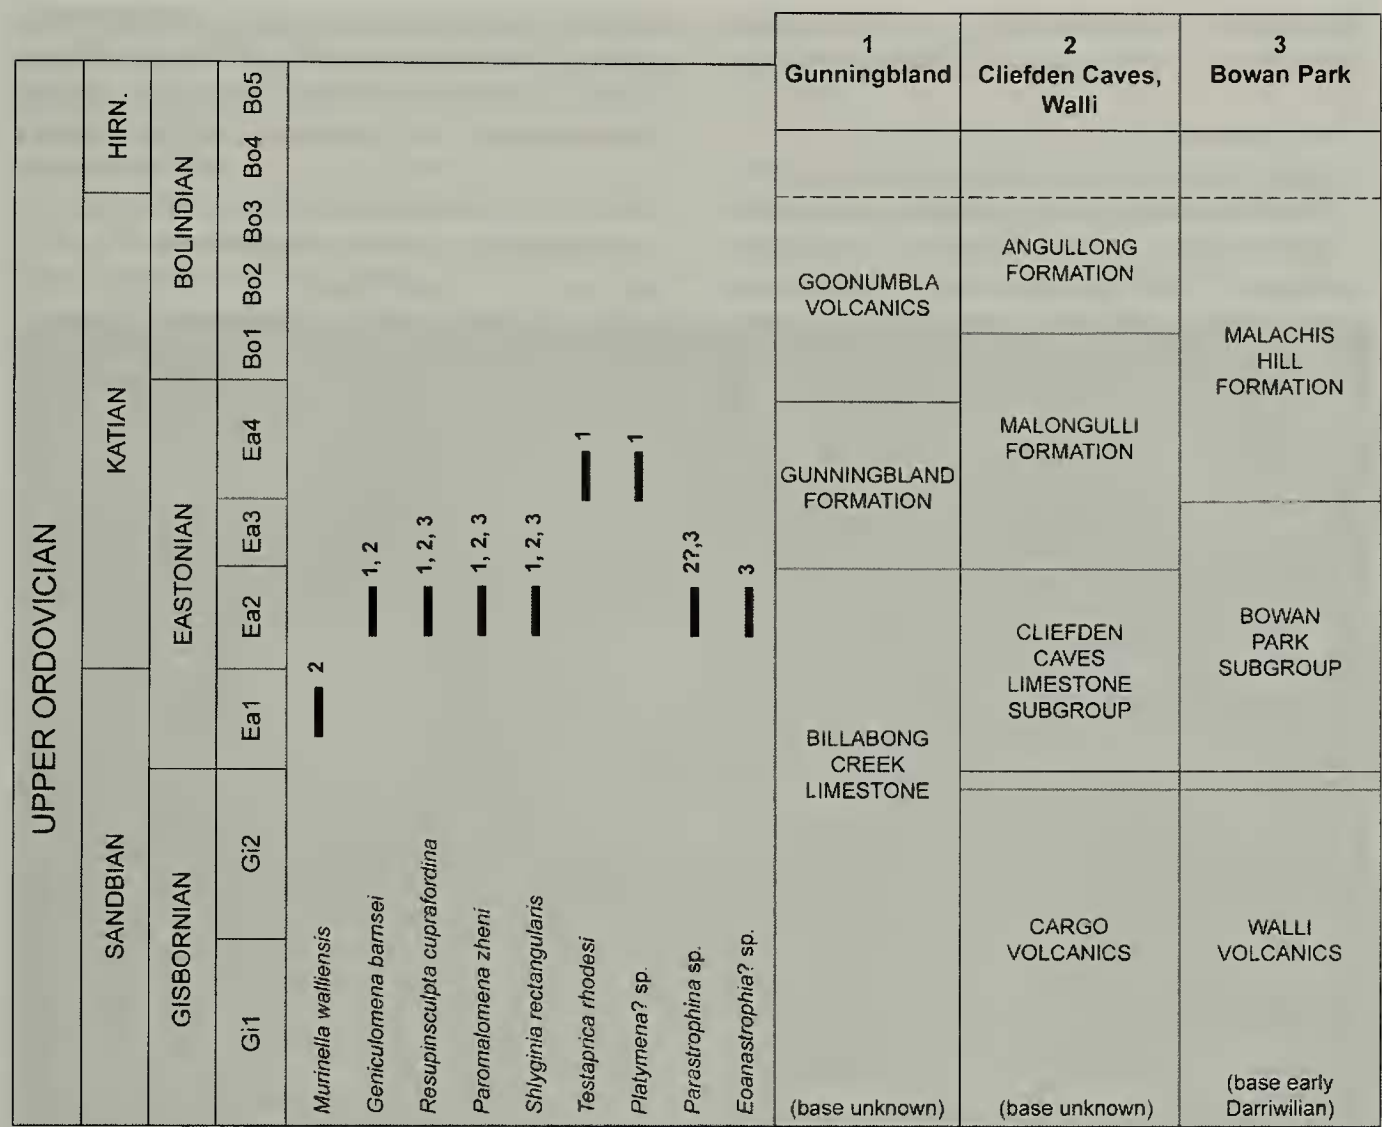 1
Gunningbland
2
Cliefden Caves,
Walli
3
Bowan Park
UPPER ORDOVICIAN
HIRN.
KATIAN
SANDBIAN
BOLINDIAN
EASTONIAN
GISBORNIAN
Bo5
Bo4
Bo3
Bo2
Bo1
Ea4
Ea3
Ea2
Ea1
Gi2
Gi1
Murinella walliensis
2
Geniculomena barnsei
1, 2
Resupinsculpta cuprafordina
1, 2, 3
Paromalomena zheni
1, 2, 3
Shlyginia rectangularis
1, 2, 3
Testaprica rhodesi
1
Platymena? sp.
1
Parastrophina sp.
2?,3
Eoanastrophia? sp.
3
GOONUMBLA
VOLCANICS
GUNNINGBLAND
FORMATION
BILLABONG
CREEK
LIMESTONE
(base unknown)
ANGULLONG
FORMATION
MALONGULLI
FORMATION
CLIEFDEN
CAVES
LIMESTONE
SUBGROUP
CARGO
VOLCANICS
(base unknown)
MALACHIS
HILL
FORMATION
BOWAN
PARK
SUBGROUP
WALLI
VOLCANICS
(base early
Darriwilian)